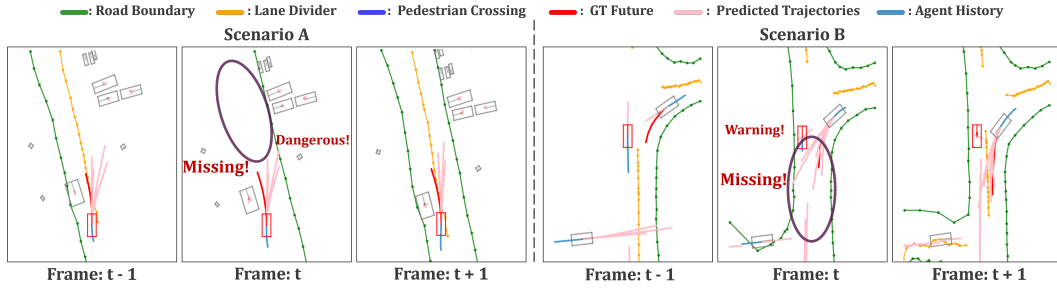 : Road Boundary : Lane Divider : Pedestrian Crossing : GT Future : Predicted Trajectories : Agent History
Scenario A
Scenario B
Dangerous!
Missing!
Warning!
Missing!
Frame: t - 1
Frame: t
Frame: t + 1
Frame: t - 1
Frame: t
Frame: t + 1